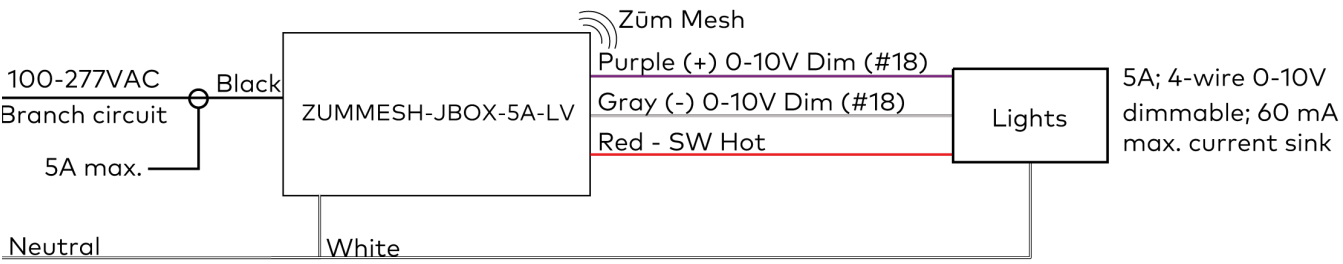 Zūm Mesh
Purple (+) 0-10V Dim (#18)
100-277VAC
Black
Branch circuit
5A max.
ZUMMESH-JBOX-5A-LV
Gray (-) 0-10V Dim (#18)
Red - SW Hot
Lights
5A; 4-wire 0-10V
dimmable; 60 mA
max. current sink
Neutral
White